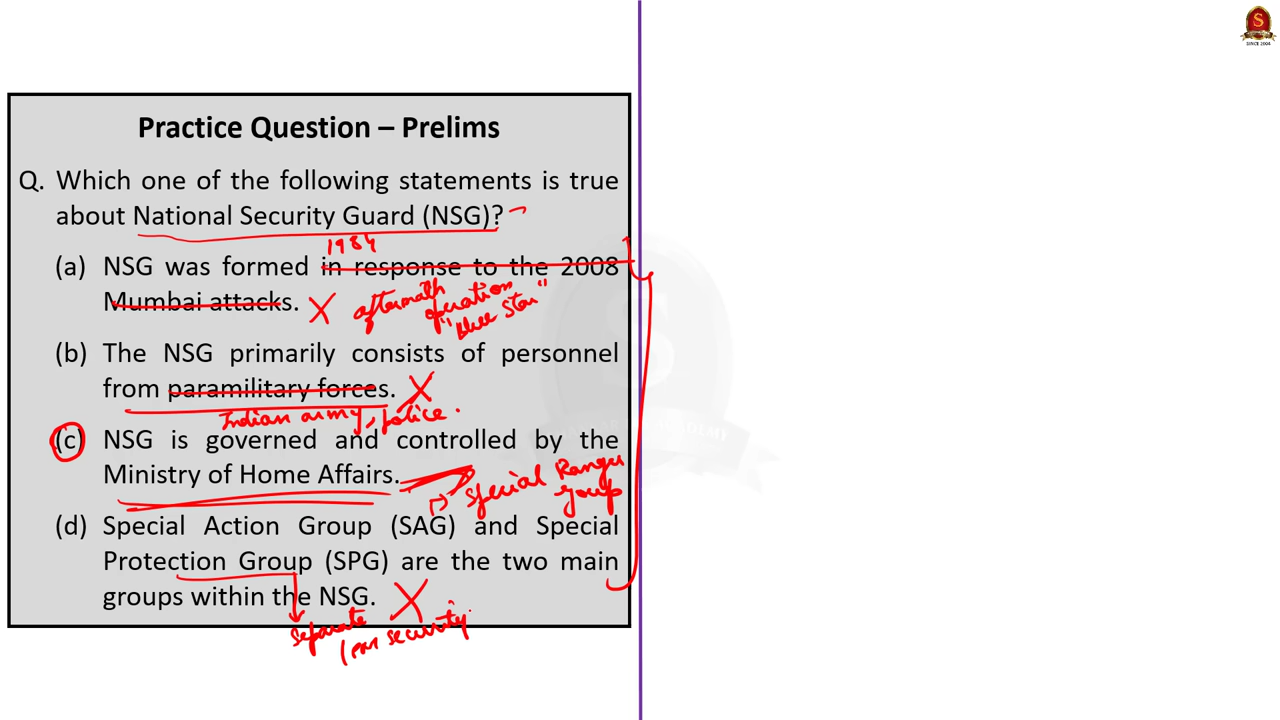 Practice Question – Prelims
Q. Which one of the following statements is true
about National Security Guard (NSG)?
1984
(a) NSG was formed in response to the 2008
Mumbai attacks. X
aftermath
operation
"blue star"
(b) The NSG primarily consists of personnel
from paramilitary forces. X
Indian army, police.
(c) NSG is governed and controlled by the
Ministry of Home Affairs.
Special Ranger
group
(d) Special Action Group (SAG) and Special
Protection Group (SPG) are the two main
groups within the NSG. X
separate
security
S
SINCE 2004